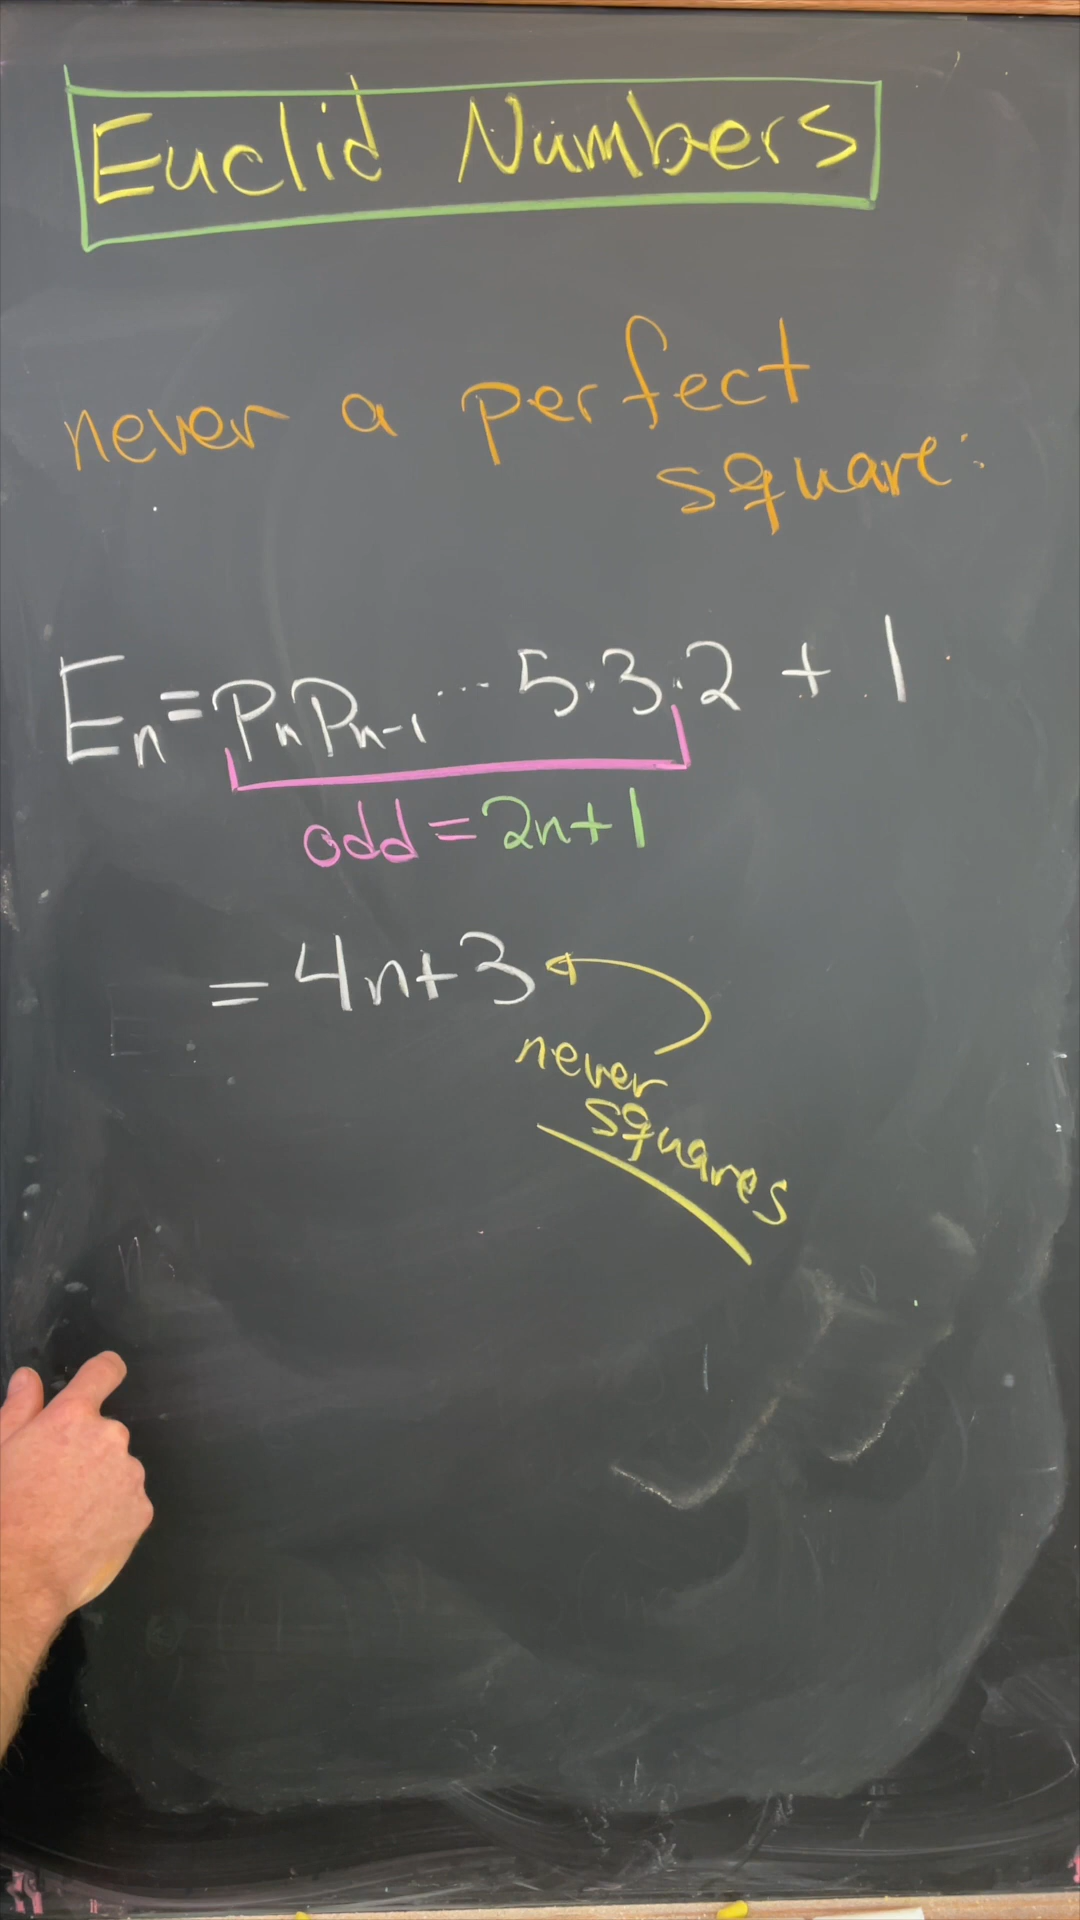 Euclid Numbers
never a perfect
square:
Eₙ = PₙPₙ₋₁ ... 5·3·2 + 1
odd = 2n+1
= 4n+3
never
squares